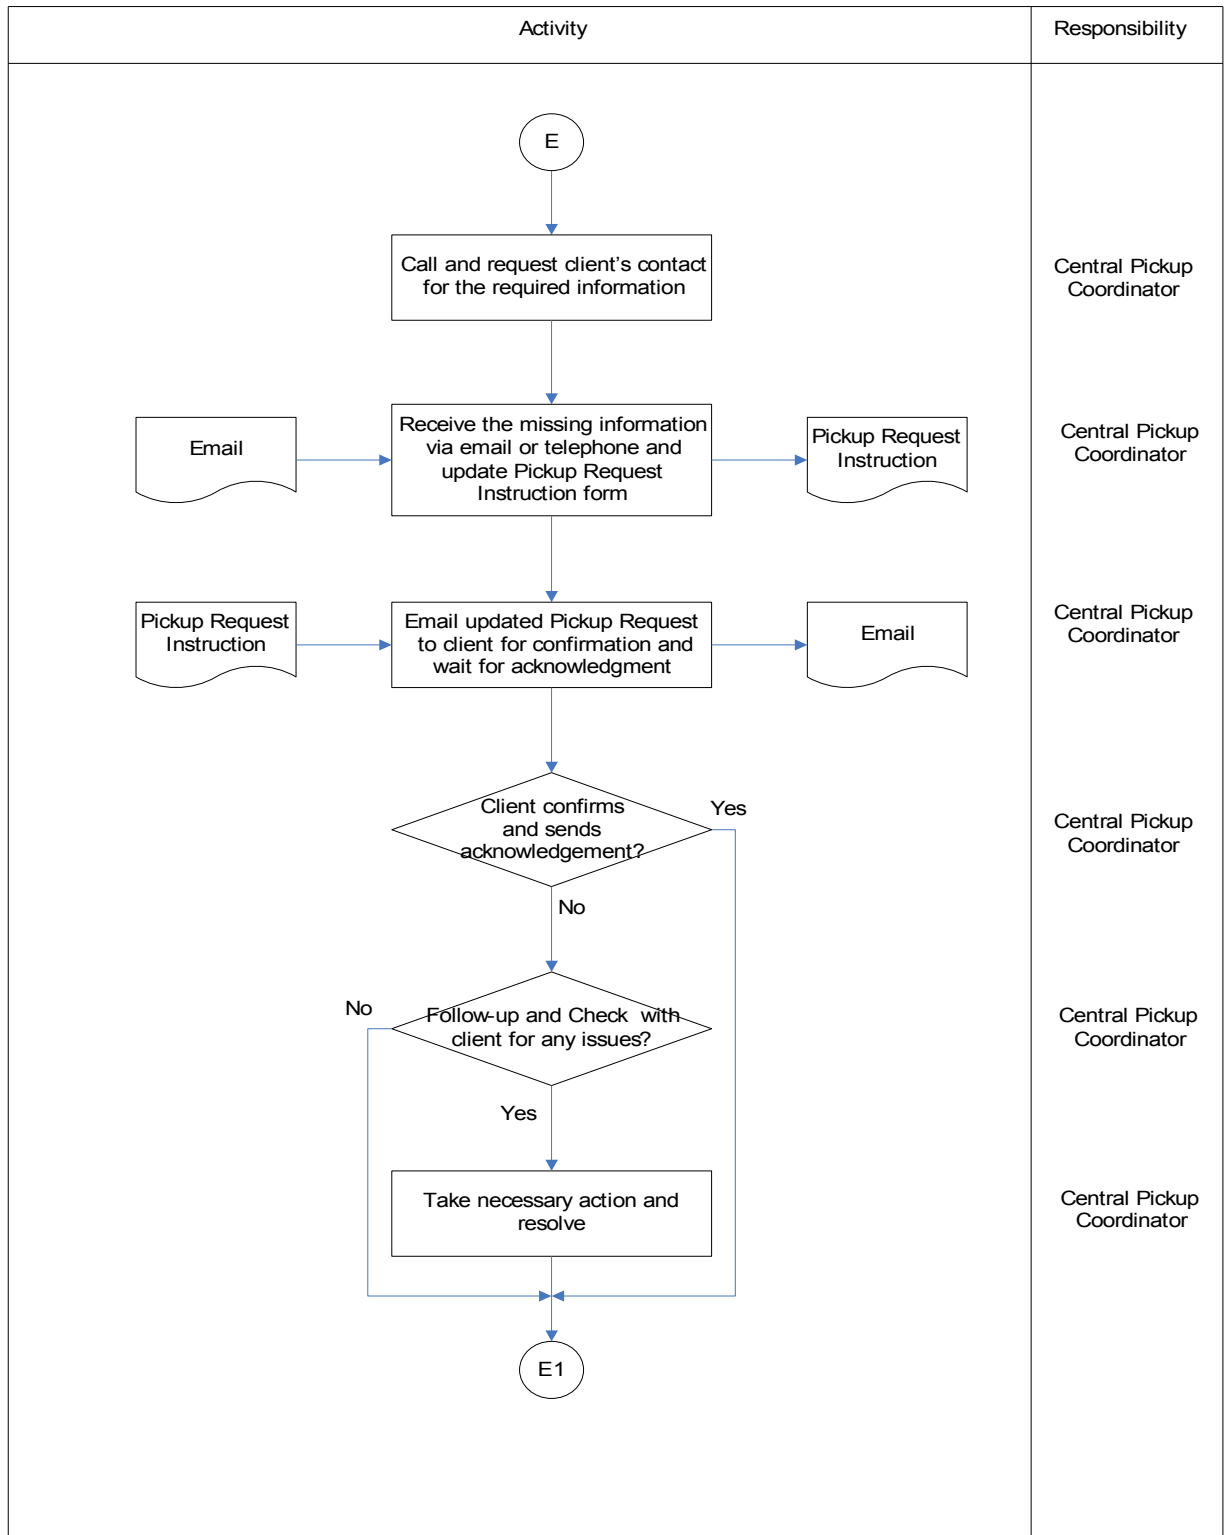 Activity
Responsibility
E
Call and request client’s contact
for the required information
Central Pickup
Coordinator
Email
Receive the missing information
via email or telephone and
update Pickup Request
Instruction form
Pickup Request
Instruction
Central Pickup
Coordinator
Pickup Request
Instruction
Email updated Pickup Request
to client for confirmation and
wait for acknowledgment
Email
Central Pickup
Coordinator
Client confirms
and sends
acknowledgement?
Yes
Central Pickup
Coordinator
No
No
Follow-up and Check  with
client for any issues?
Central Pickup
Coordinator
Yes
Take necessary action and
resolve
Central Pickup
Coordinator
E1